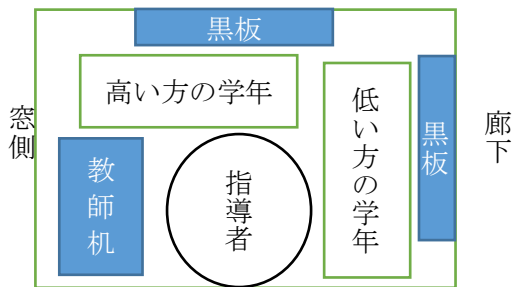 黒板
高い方の学年
低い方の学年
黒板
窓側
廊下
教師机
指導者